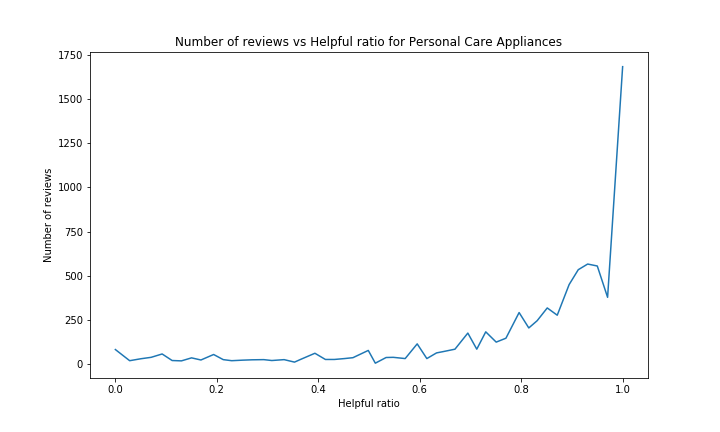 Number of reviews vs Helpful ratio for Personal Care Appliances
1750
1500
1250
1000
750
500
250
0
Number of reviews
0.0 0.2 0.4 0.6 0.8 1.0
Helpful ratio